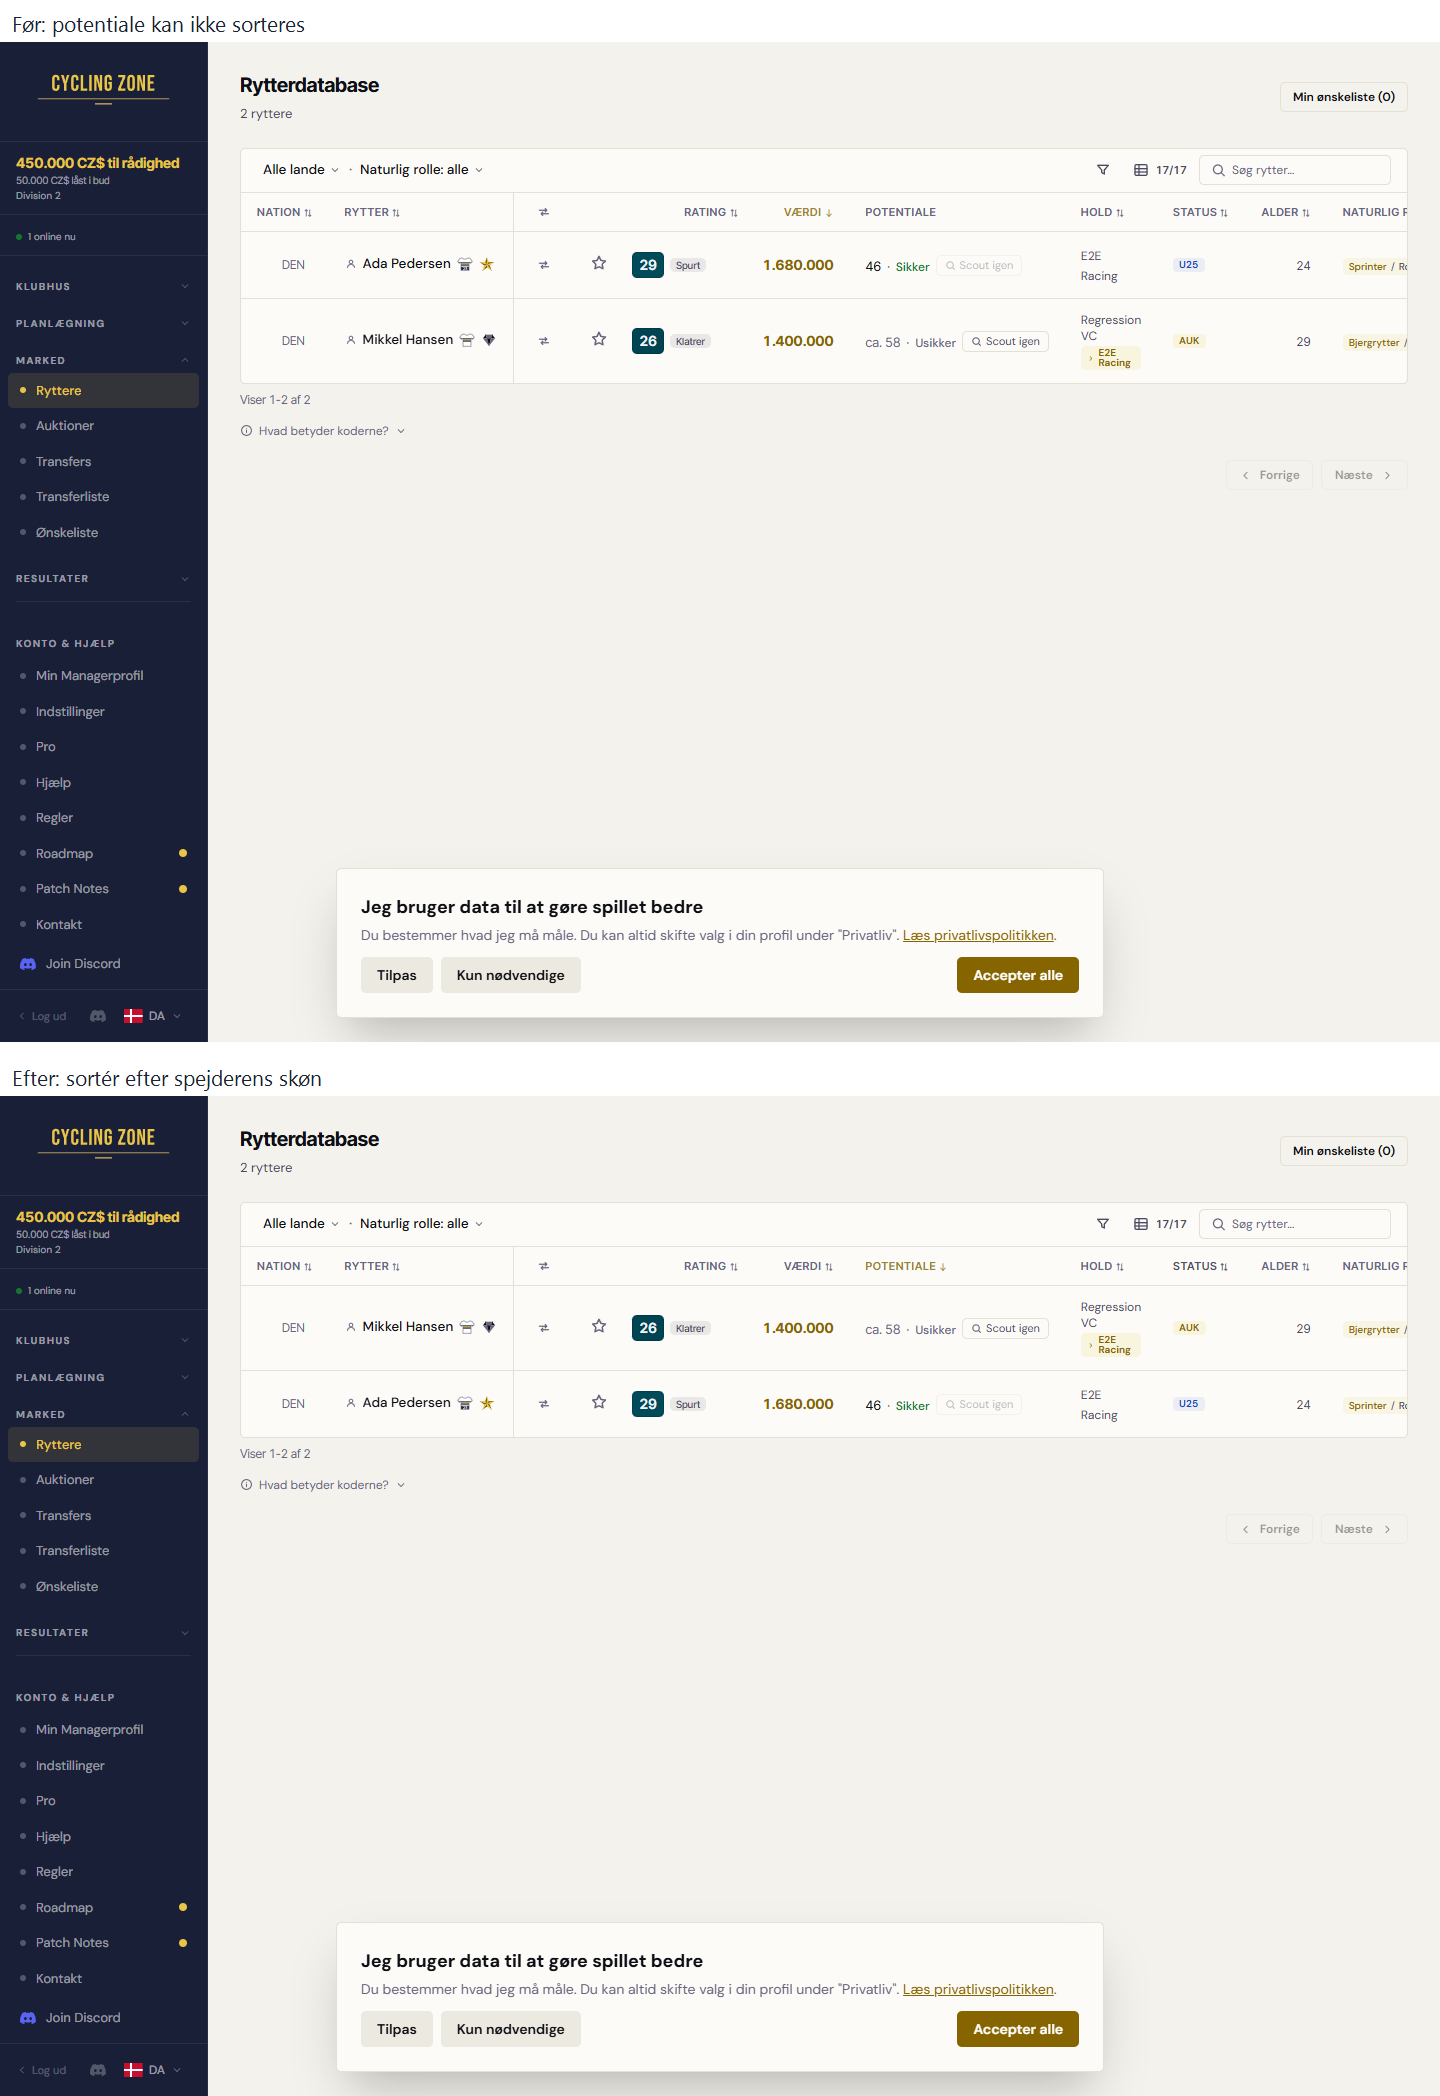 Før: potentiale kan ikke sorteres
CYCLING ZONE
450.000 CZ$ til rådighed
50.000 CZ$ låst i bud
Division 2
1 online nu
KLUBHUS
PLANLÆGNING
MARKED
Ryttere
Auktioner
Transfers
Transferliste
Ønskeliste
RESULTATER
KONTO & HJÆLP
Min Managerprofil
Indstillinger
Pro
Hjælp
Regler
Roadmap
Patch Notes
Kontakt
Join Discord
Log ud DA
Rytterdatabase
2 ryttere
Min ønskeliste (0)
Alle lande · Naturlig rolle: alle 17/17 Søg rytter...
NATION RYTTER RATING VÆRDI ↓ POTENTIALE HOLD STATUS ALDER NATURLIG
DEN Ada Pedersen 29 Spurt 1.680.000 46 · Sikker Scout igen E2E Racing U25 24 Sprinter /
DEN Mikkel Hansen 26 Klatrer 1.400.000 ca. 58 · Usikker Scout igen Regression VC E2E Racing AUK 29 Bjergrytter /
Viser 1-2 af 2
Hvad betyder koderne?
Forrige Næste
Jeg bruger data til at gøre spillet bedre
Du bestemmer hvad jeg må måle. Du kan altid skifte valg i din profil under "Privatliv". Læs privatlivspolitikken.
Tilpas Kun nødvendige Accepter alle
Efter: sortér efter spejderens skøn
CYCLING ZONE
450.000 CZ$ til rådighed
50.000 CZ$ låst i bud
Division 2
1 online nu
KLUBHUS
PLANLÆGNING
MARKED
Ryttere
Auktioner
Transfers
Transferliste
Ønskeliste
RESULTATER
KONTO & HJÆLP
Min Managerprofil
Indstillinger
Pro
Hjælp
Regler
Roadmap
Patch Notes
Kontakt
Join Discord
Log ud DA
Rytterdatabase
2 ryttere
Min ønskeliste (0)
Alle lande · Naturlig rolle: alle 17/17 Søg rytter...
NATION RYTTER RATING VÆRDI POTENTIALE ↓ HOLD STATUS ALDER NATURLIG
DEN Mikkel Hansen 26 Klatrer 1.400.000 ca. 58 · Usikker Scout igen Regression VC E2E Racing AUK 29 Bjergrytter /
DEN Ada Pedersen 29 Spurt 1.680.000 46 · Sikker Scout igen E2E Racing U25 24 Sprinter /
Viser 1-2 af 2
Hvad betyder koderne?
Forrige Næste
Jeg bruger data til at gøre spillet bedre
Du bestemmer hvad jeg må måle. Du kan altid skifte valg i din profil under "Privatliv". Læs privatlivspolitikken.
Tilpas Kun nødvendige Accepter alle